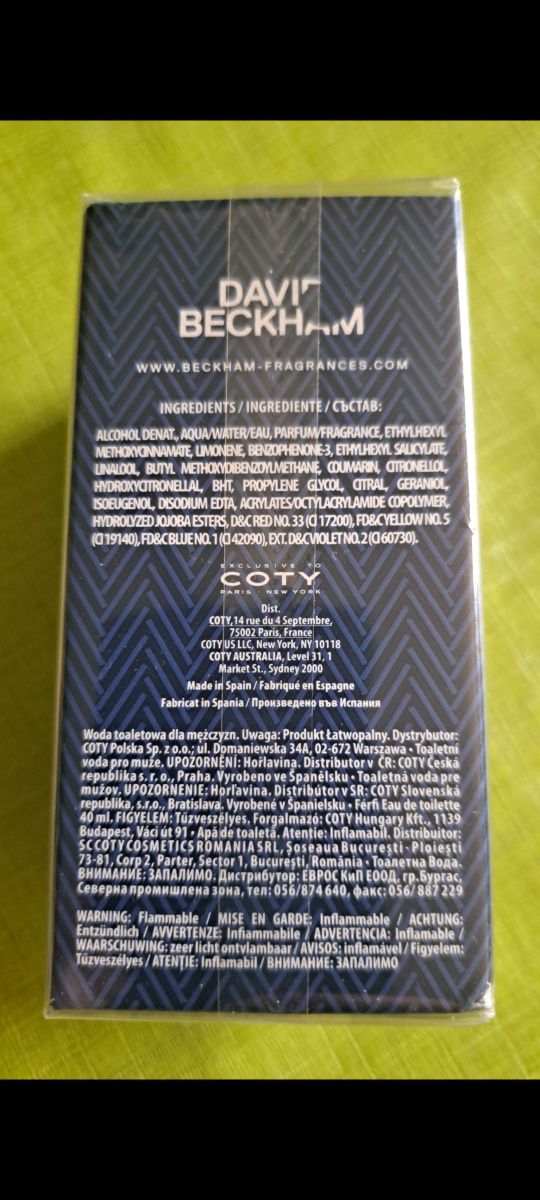 DAVID
BECKHAM
WWW.BECKHAM-FRAGRANCES.COM
INGREDIENTS / INGREDIENTE / СЪСТАВ:
ALCOHOL DENAT., AQUA/WATER/EAU, PARFUM/FRAGRANCE, ETHYLHEXYL
METHOXYCINNAMATE, LIMONENE, BENZOPHENONE-3, ETHYLHEXYL SALICYLATE,
LINALOOL, BUTYL METHOXYDIBENZOYLMETHANE, COUMARIN, CITRONELLOL,
HYDROXYCITRONELLAL, BHT, PROPYLENE GLYCOL, CITRAL, GERANIOL,
ISOEUGENOL, DISODIUM EDTA, ACRYLATES/OCTYLACRYLAMIDE COPOLYMER,
HYDROLYZED JOJOBA ESTERS, D&C RED NO. 33 (CI 17200), FD&C YELLOW NO. 5
(CI 19140), FD&C BLUE NO. 1 (CI 42090), EXT. D&C VIOLET NO. 2 (CI 60730).
EXCLUSIVE TO
COTY
PARIS · NEW YORK
Dist.
COTY, 14 rue du 4 Septembre,
75002 Paris, France
COTY US LLC, New York, NY 10118
COTY AUSTRALIA, Level 31, 1
Market St., Sydney 2000
Made in Spain / Fabriqué en Espagne
Fabricat in Spania / Произведено във Испания
Woda toaletowa dla mężczyzn. Uwaga: Produkt Łatwopalny. Dystrybutor:
COTY Polska Sp. z o.o.; ul. Domaniewska 34A, 02-672 Warszawa • Toaletní
voda pro muže. UPOZORNĚNÍ: Hořlavina. Distributor v ČR: COTY Česká
republika s. r. o., Praha. Vyrobeno ve Španělsku • Toaletná voda pre
mužov. UPOZORNENIE: Horľavina. Distribútor v SR: COTY Slovenská
republika, s.r.o., Bratislava. Vyrobené v Španielsku • Férfi Eau de toilette
40 ml. FIGYELEM: Tűzveszélyes. Forgalmazó: COTY Hungary Kft., 1139
Budapest, Váci út 91 • Apă de toaletă. Atenție: Inflamabil. Distribuitor:
SC COTY COSMETICS ROMANIA SRL, Șoseaua București - Ploiești
73-81, Corp 2, Parter, Sector 1, București, România • Тоалетна Вода.
ВНИМАНИЕ: ЗАПАЛИМО. Дистрибутор: ЕВРОС КиП ЕООД, гр.Бургас,
Северна промишлена зона, тел: 056/874 640, факс: 056/ 887 229
WARNING: Flammable / MISE EN GARDE: Inflammable / ACHTUNG:
Entzündlich / AVVERTENZE: Infiammabile / ADVERTENCIA: Inflamable /
WAARSCHUWING: zeer licht ontvlambaar / AVISOS: inflamável / Figyelem:
Tűzveszélyes / ATENȚIE: Inflamabil / ВНИМАНИЕ: ЗАПАЛИМО